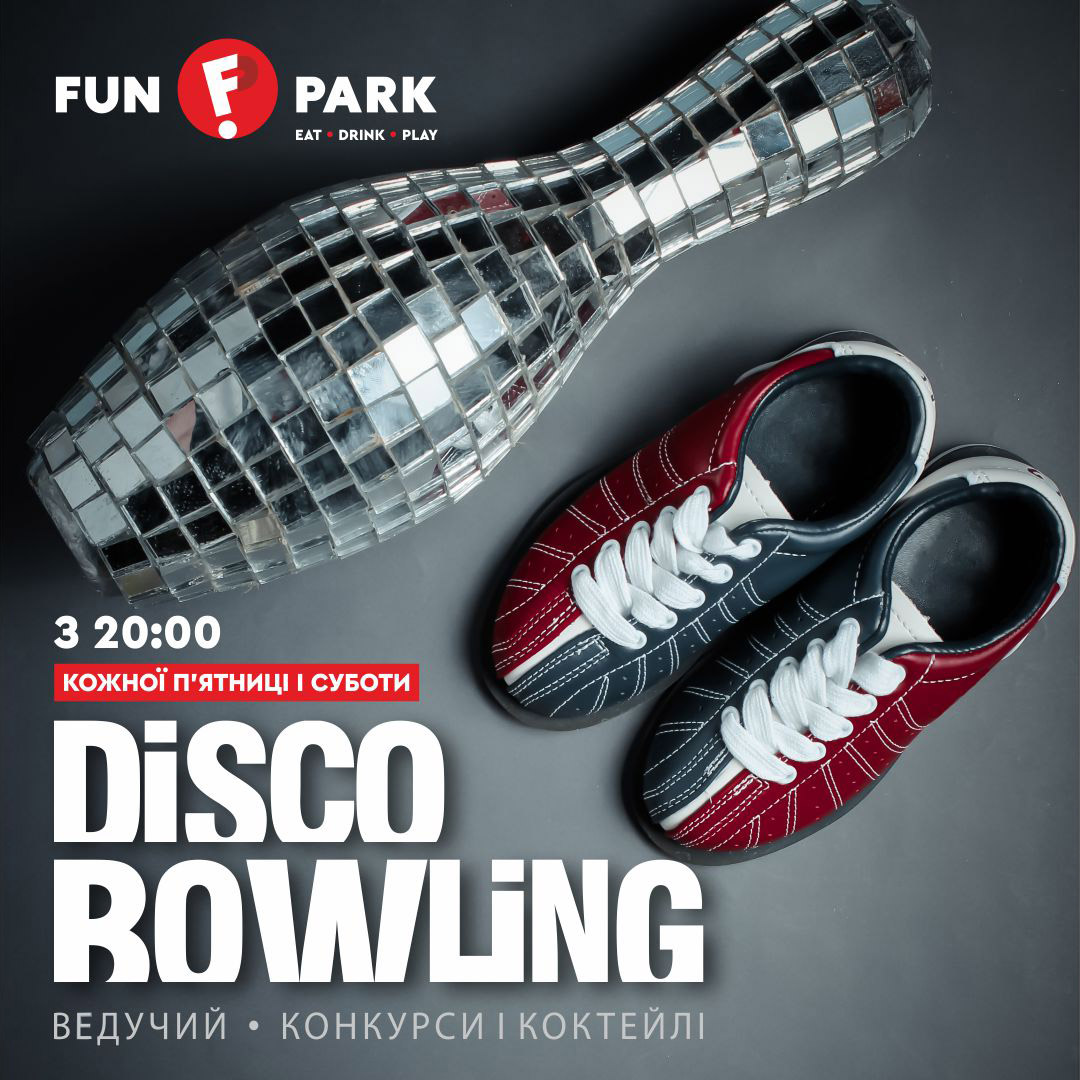 FUN PARK
EAT • DRINK • PLAY
З 20:00
КОЖНОЇ П'ЯТНИЦІ І СУБОТИ
DiSCO
BOWLiNG
ВЕДУЧИЙ • КОНКУРСИ І КОКТЕЙЛІ